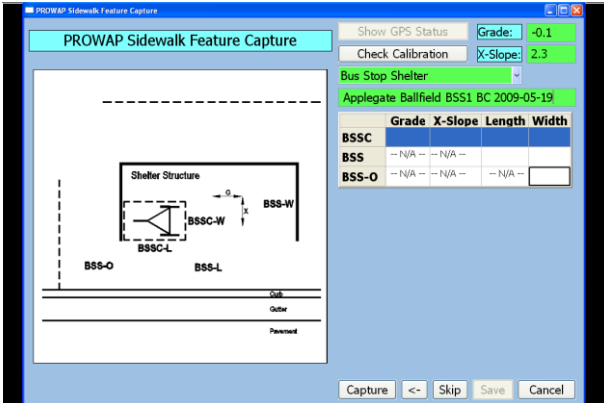 PROWAP Sidewalk Feature Capture
PROWAP Sidewalk Feature Capture
Show GPS Status
Grade:
-0.1
Check Calibration
X-Slope:
2.3
Bus Stop Shelter
Applegate Ballfield BSS1 BC 2009-05-19
Grade X-Slope Length Width
BSSC
BSS -- N/A -- -- N/A --
BSS-O -- N/A -- -- N/A -- -- N/A --
Shelter Structure
G
X
BSS-W
BSSC-W
BSSC-L
BSS-O
BSS-L
Curb
Gutter
Pavement
Capture <- Skip Save Cancel